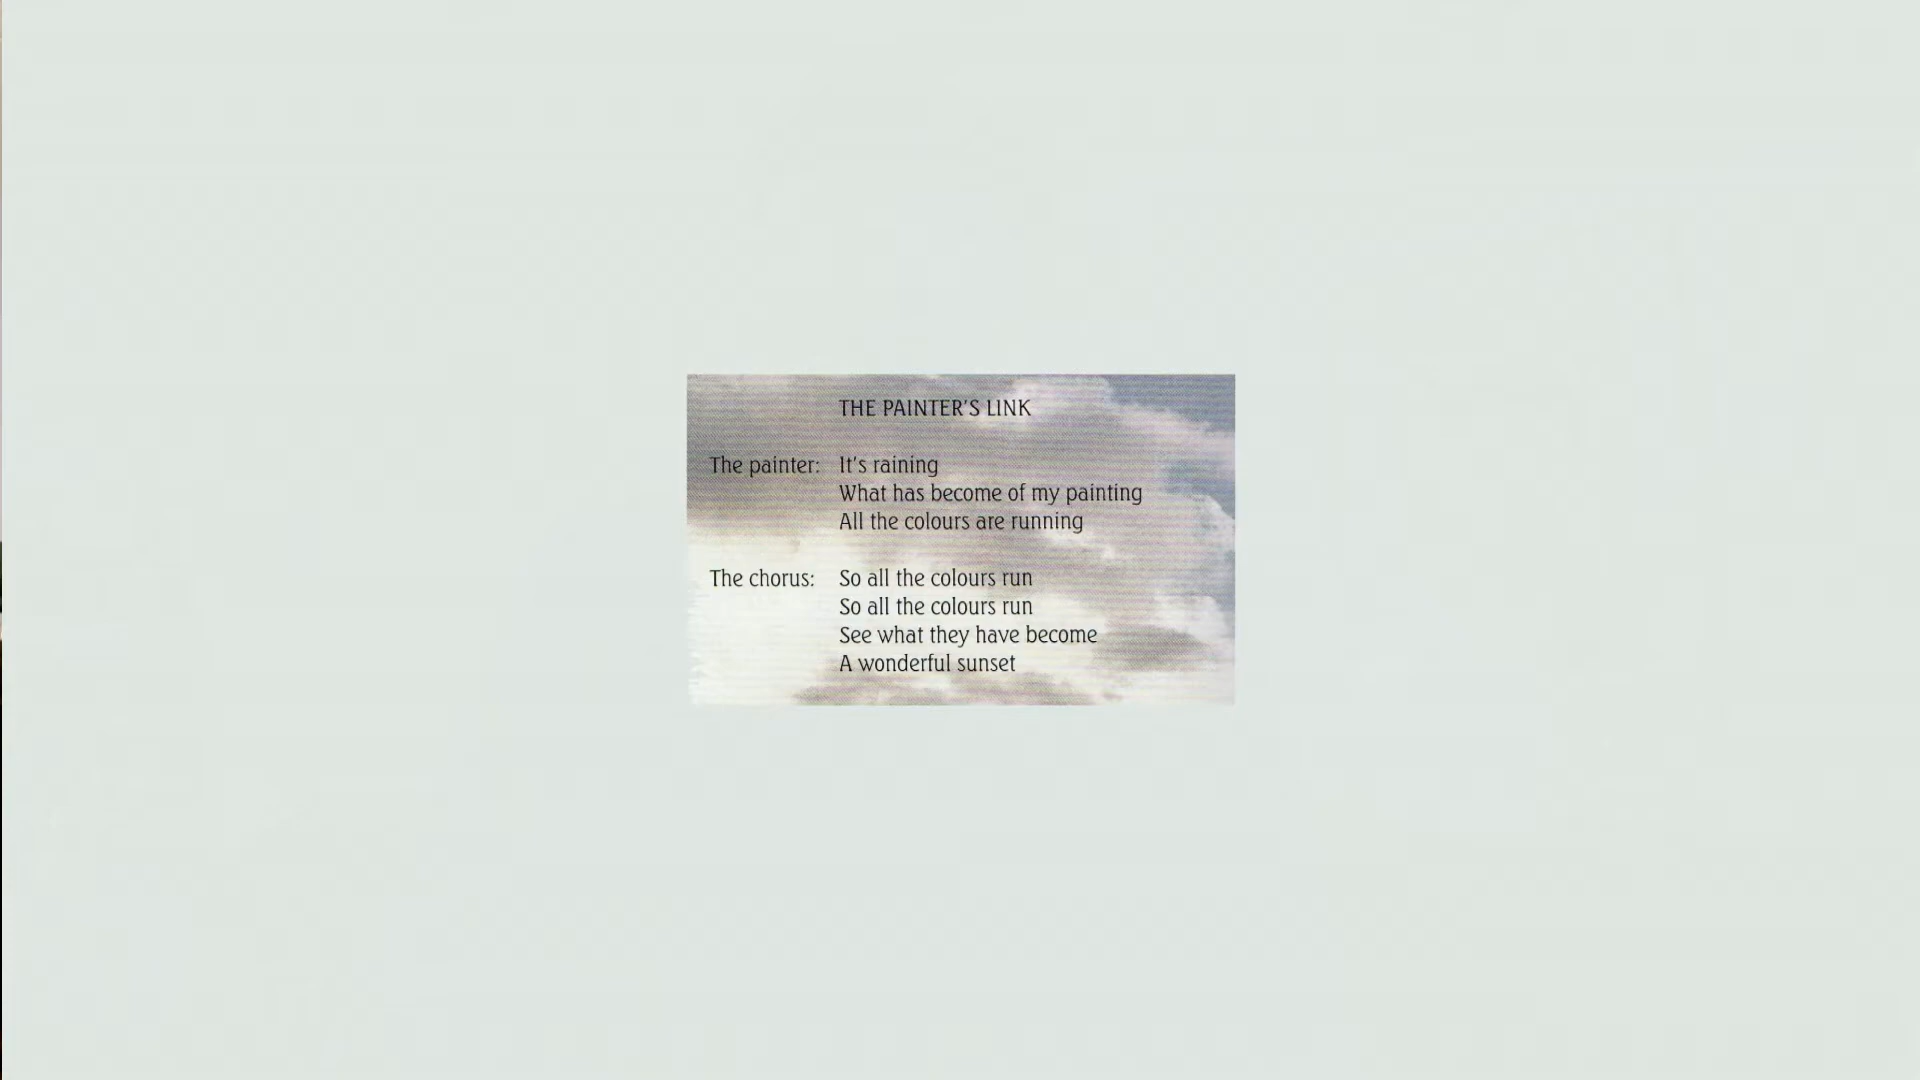 THE PAINTER'S LINK
The painter: It's raining
What has become of my painting
All the colours are running
The chorus: So all the colours run
So all the colours run
See what they have become
A wonderful sunset